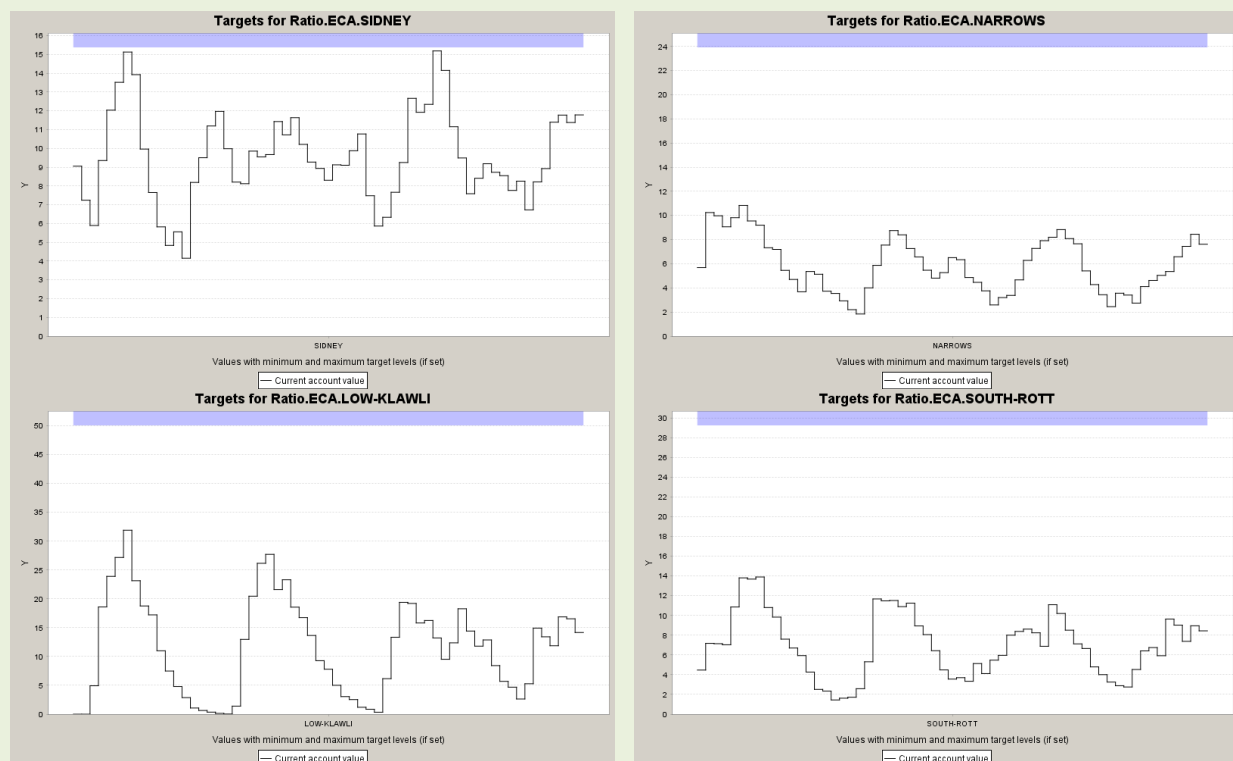 Targets for Ratio.ECA.SIDNEY
16
15
14
13
12
11
10
9
8
7
6
5
4
3
2
1
0
Y
SIDNEY
Values with minimum and maximum target levels (if set)
Current account value
Targets for Ratio.ECA.NARROWS
24
22
20
18
16
14
12
10
8
6
4
2
0
Y
NARROWS
Values with minimum and maximum target levels (if set)
Current account value
Targets for Ratio.ECA.LOW-KLAWLI
50
45
40
35
30
25
20
15
10
5
0
Y
LOW-KLAWLI
Values with minimum and maximum target levels (if set)
Current account value
Targets for Ratio.ECA.SOUTH-ROTT
30
28
26
24
22
20
18
16
14
12
10
8
6
4
2
0
Y
SOUTH-ROTT
Values with minimum and maximum target levels (if set)
Current account value